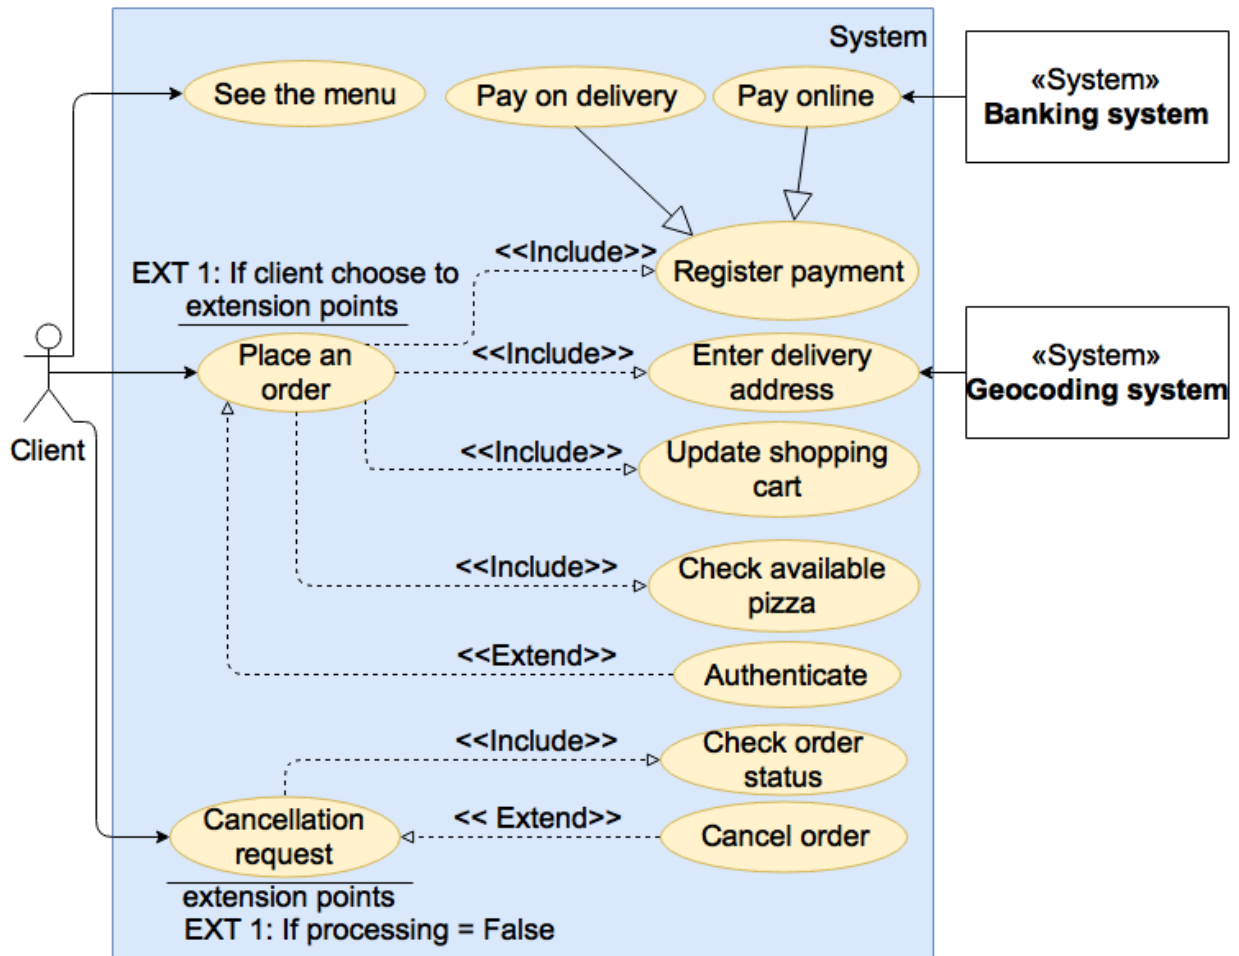 System
«System»
Banking system
See the menu
Pay on delivery
Pay online
<<Include>>
Register payment
EXT 1: If client choose to
extension points
Place an
order
<<Include>>
Enter delivery
address
«System»
Geocoding system
Client
<<Include>>
Update shopping
cart
<<Include>>
Check available
pizza
<<Extend>>
Authenticate
<<Include>>
Check order
status
Cancellation
request
<< Extend>>
Cancel order
extension points
EXT 1: If processing = False